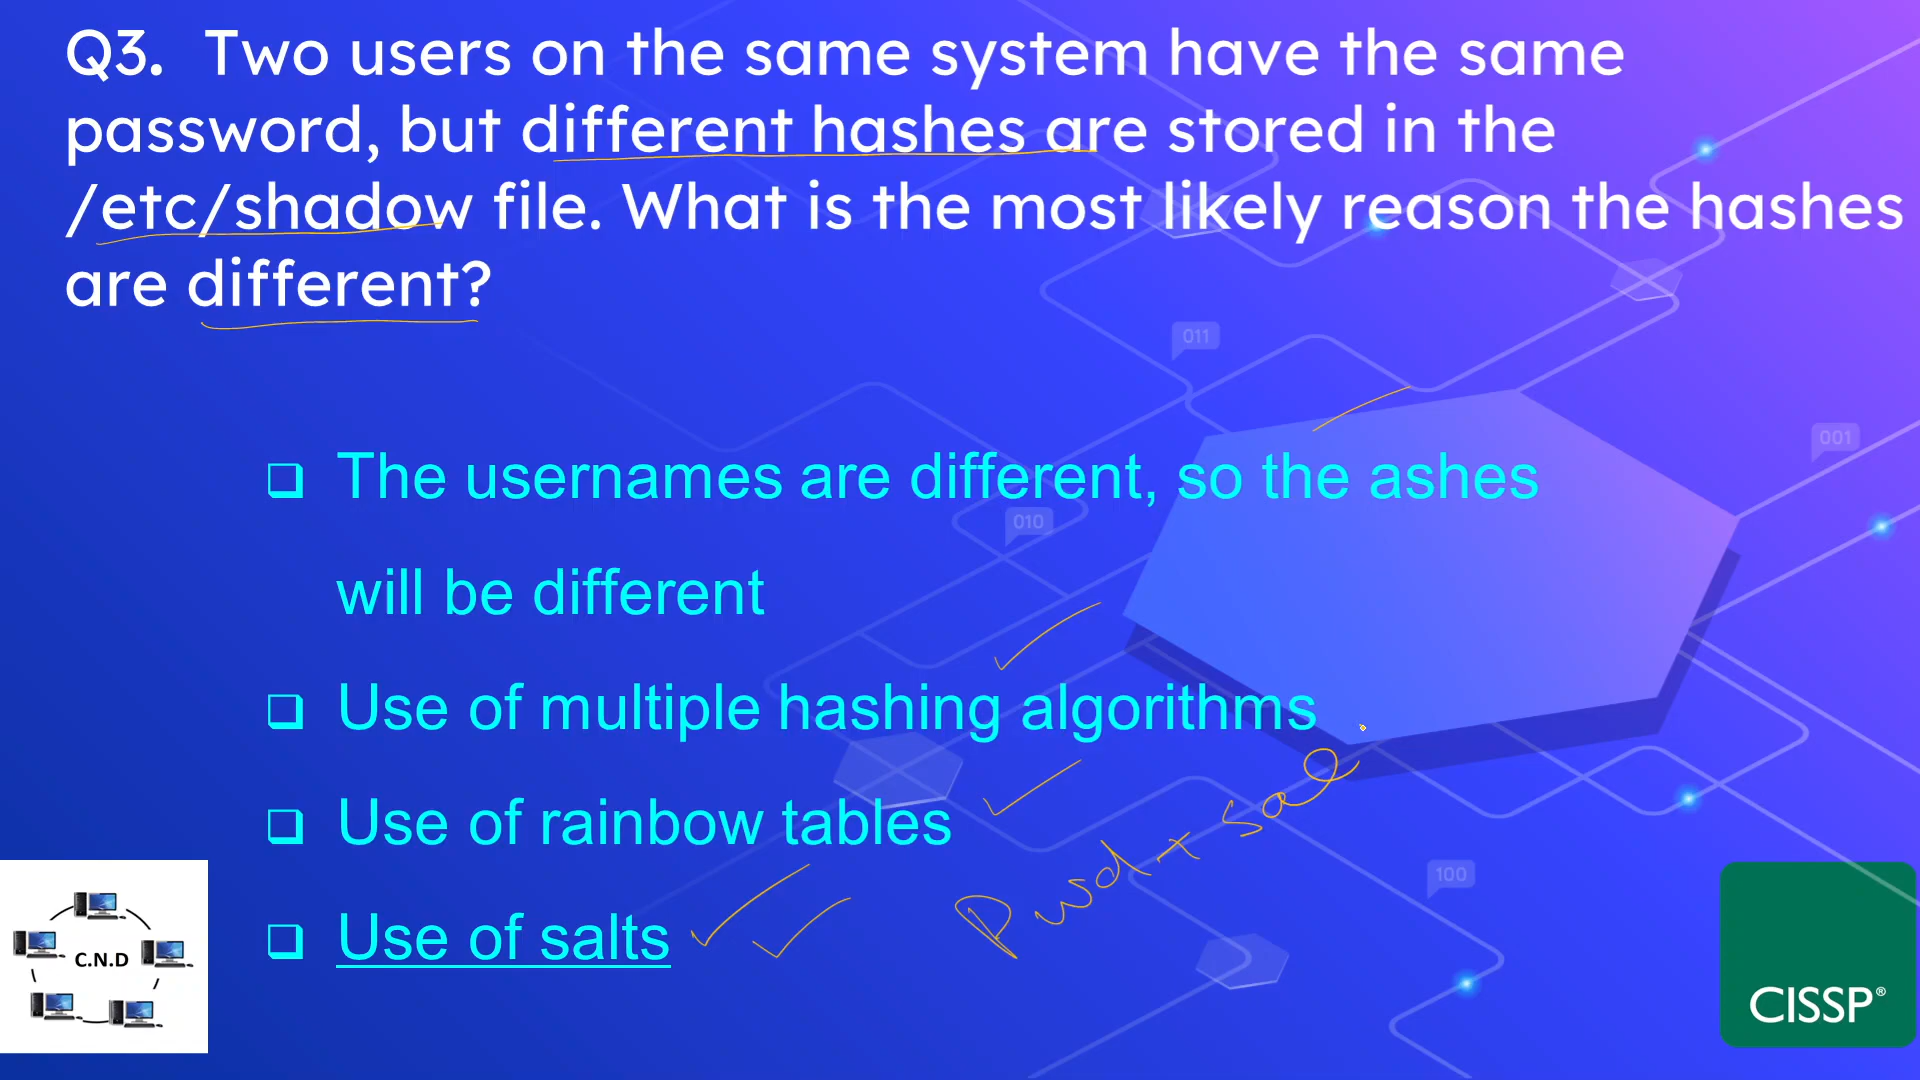 Q3. Two users on the same system have the same
password, but different hashes are stored in the
/etc/shadow file. What is the most likely reason the hashes
are different?
011
001
The usernames are different, so the ashes
010
will be different
Use of multiple hashing algorithms
Use of rainbow tables
Pwd + sal
100
Use of salts
C.N.D
CISSP®